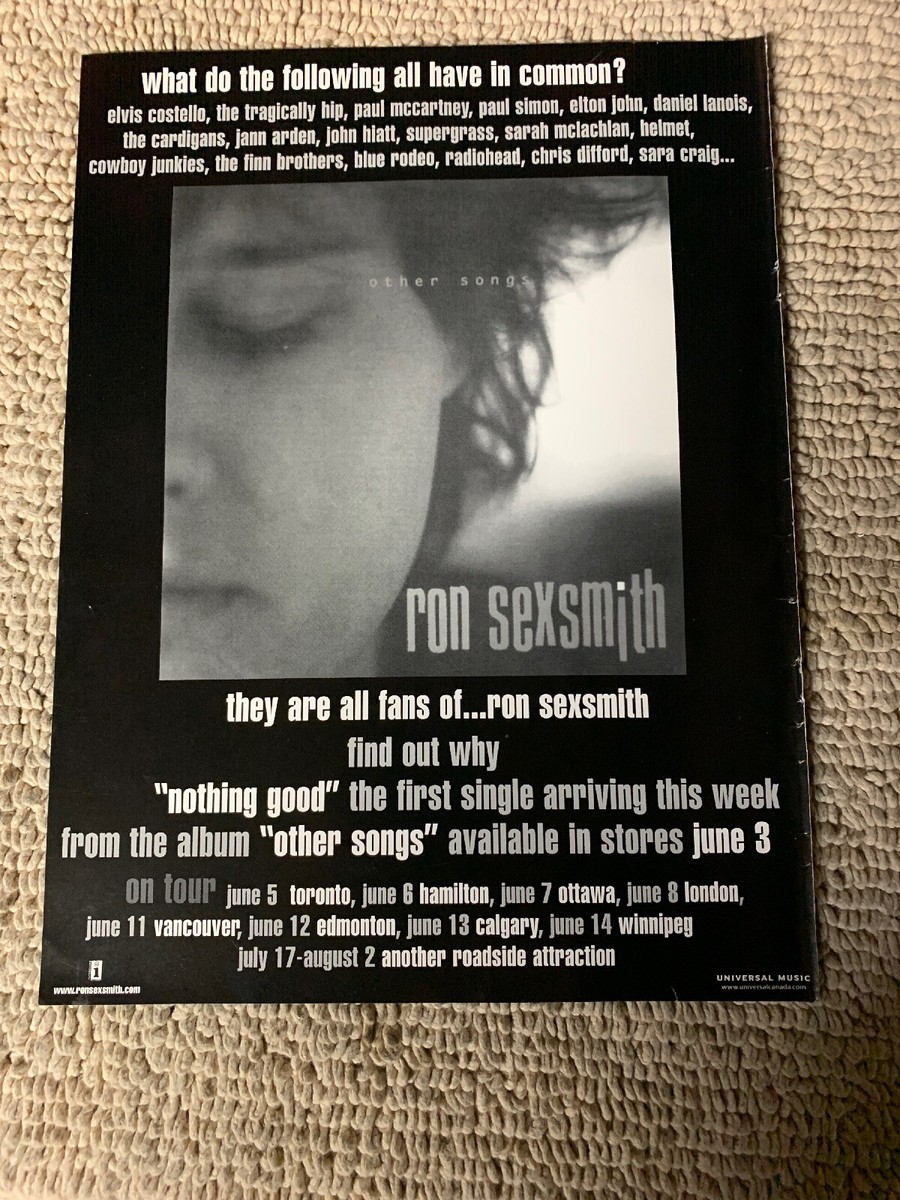 what do the following all have in common?
elvis costello, the tragically hip, paul mccartney, paul simon, elton john, daniel lanois,
the cardigans, jann arden, john hiatt, supergrass, sarah mclachlan, helmet,
cowboy junkies, the finn brothers, blue rodeo, radiohead, chris difford, sara craig...
other songs
ron sexsmith
they are all fans of...ron sexsmith
find out why
"nothing good" the first single arriving this week
from the album "other songs" available in stores june 3
on tour june 5 toronto, june 6 hamilton, june 7 ottawa, june 8 london,
june 11 vancouver, june 12 edmonton, june 13 calgary, june 14 winnipeg
july 17-august 2 another roadside attraction
i
www.ronsexsmith.com
UNIVERSAL MUSIC
www.universalcanada.com